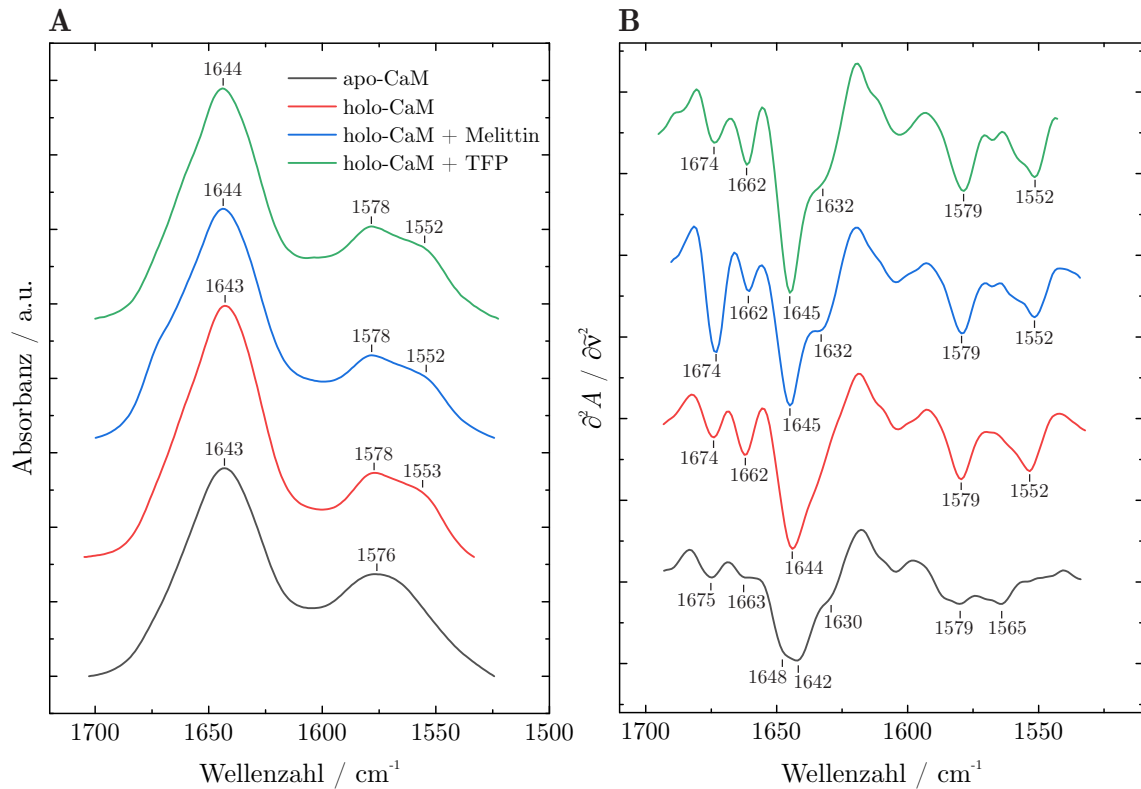 A
1644
apo-CaM
holo-CaM
holo-CaM + Melittin
holo-CaM + TFP
1644
1578
1552
1643
1578
1552
1643
1578
1553
1576
Absorbanz / a.u.
1700 1650 1600 1550 1500
Wellenzahl / cm⁻¹
B
1674
1662
1632
1579
1552
1645
1674
1662
1632
1579
1552
1645
1674
1662
1579
1552
1644
1675
1663
1630
1579
1565
1648
1642
∂²A / ∂ṽ²
1700 1650 1600 1550
Wellenzahl / cm⁻¹